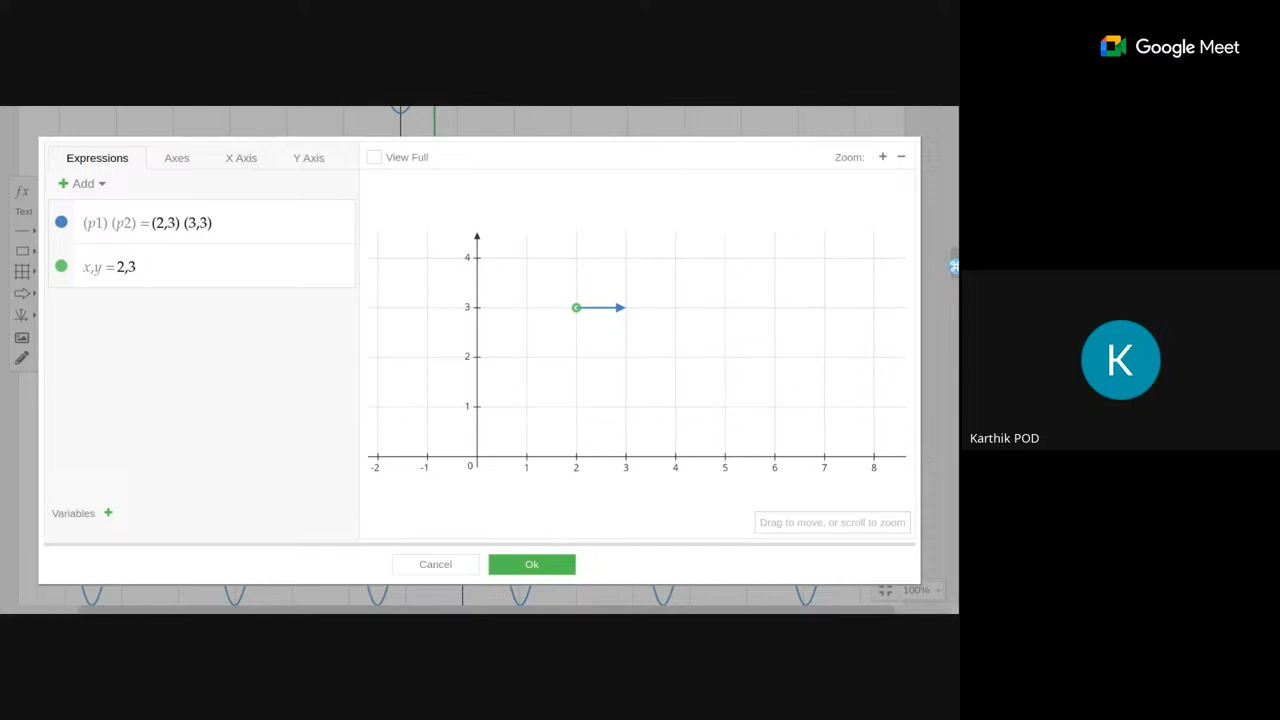 Google Meet
Expressions Axes X Axis Y Axis
View Full
Zoom: + −
+ Add
fx
Text
(p1) (p2) = (2,3) (3,3)
x,y = 2,3
4
3
2
1
-2 -1 0 1 2 3 4 5 6 7 8
Variables +
Drag to move, or scroll to zoom
Cancel Ok
100%
K
Karthik POD